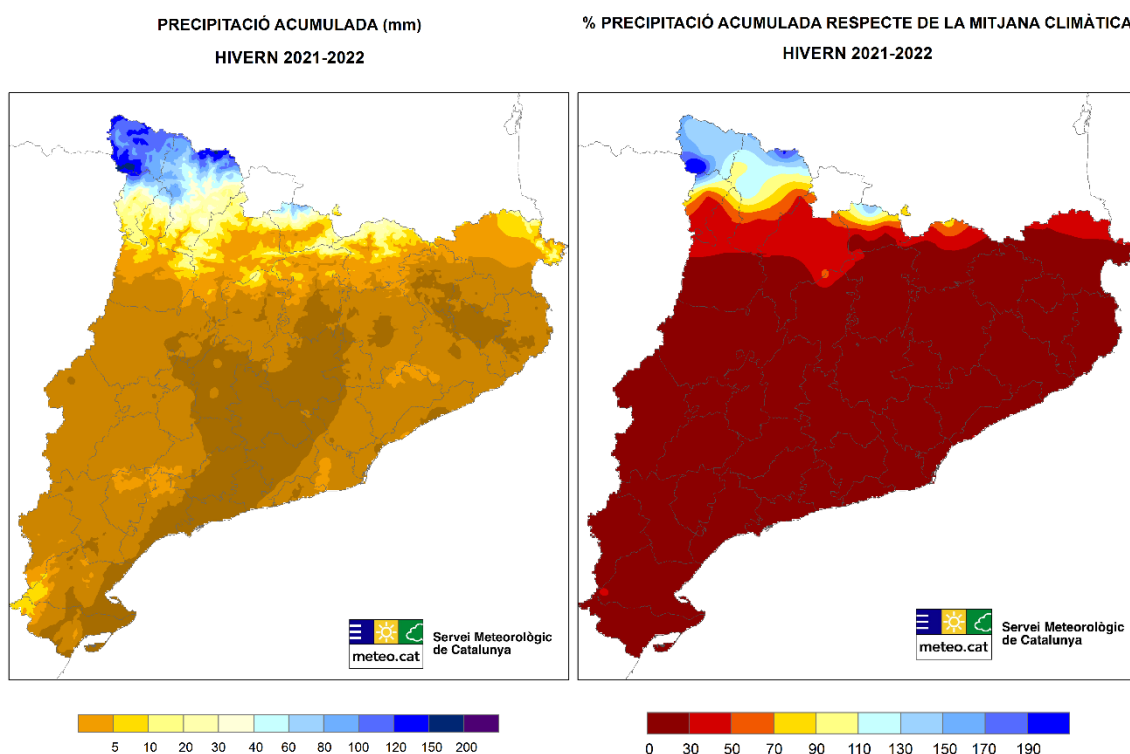 PRECIPITACIÓ ACUMULADA (mm)
HIVERN 2021-2022
% PRECIPITACIÓ ACUMULADA RESPECTE DE LA MITJANA CLIMÀTICA
HIVERN 2021-2022
meteo.cat
Servei Meteorològic
de Catalunya
meteo.cat
Servei Meteorològic
de Catalunya
5 10 20 30 40 60 80 100 120 150 200
0 30 50 70 90 110 130 150 170 190